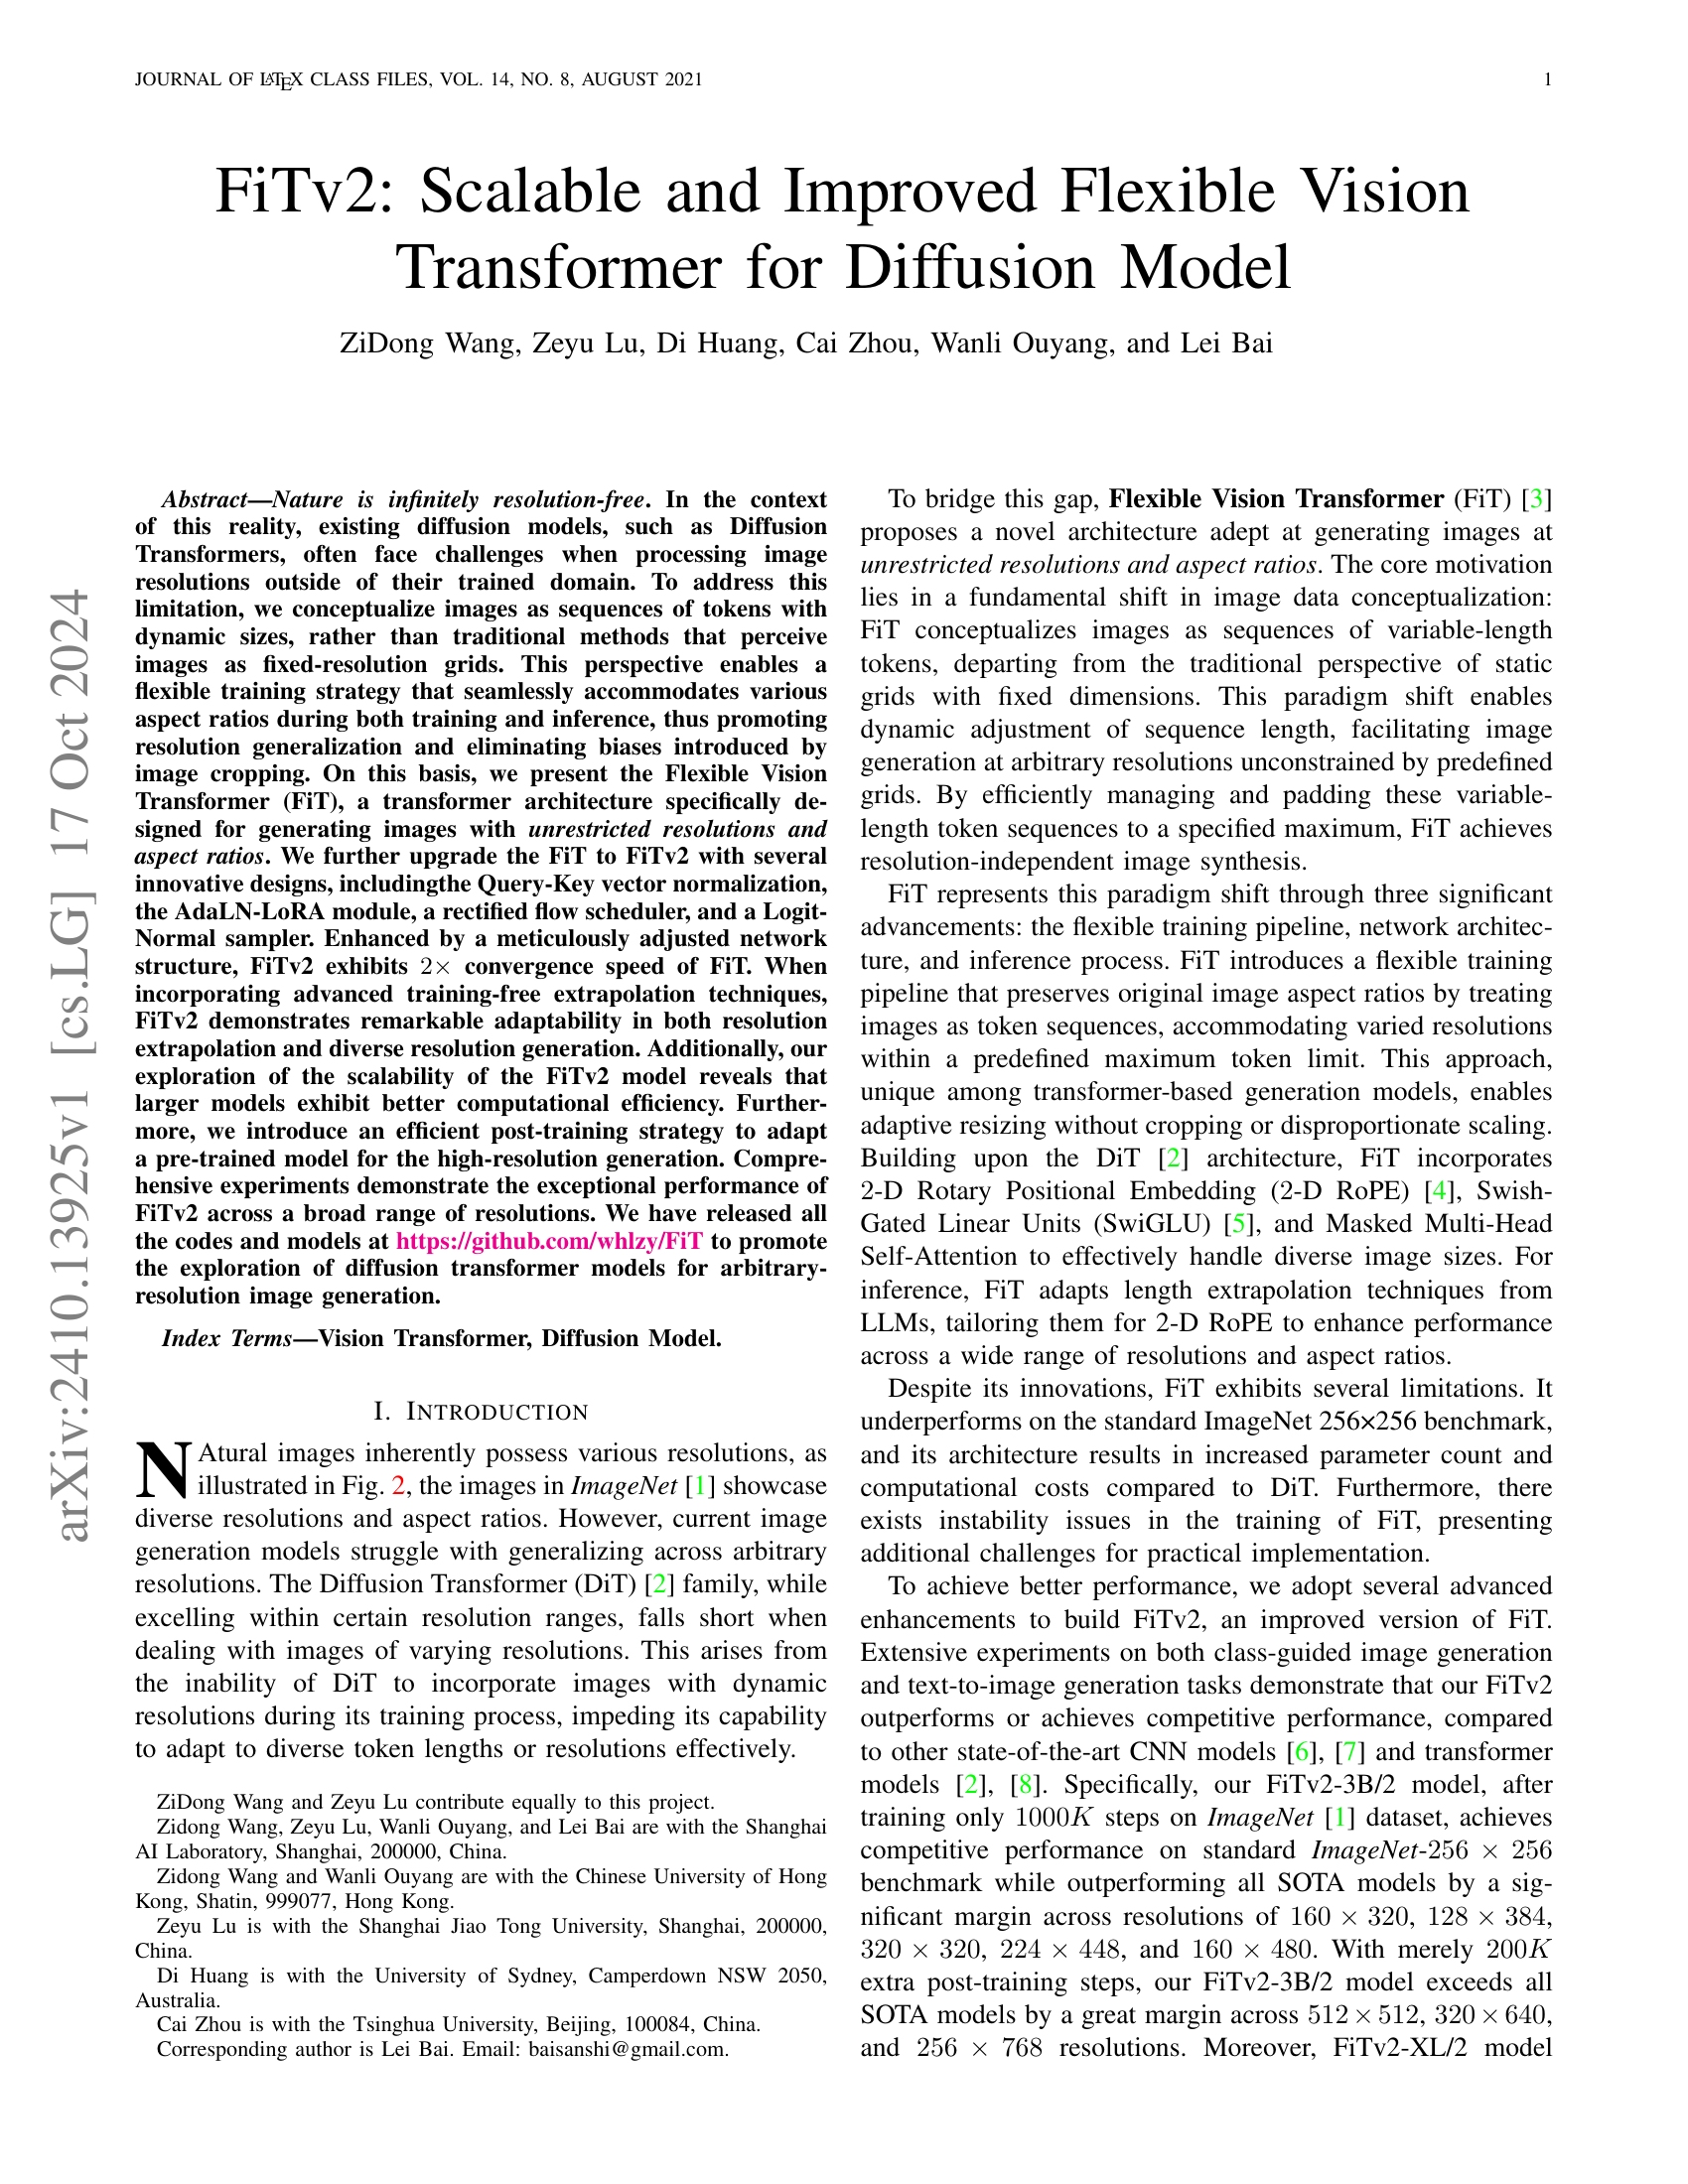 JOURNAL OF LATEX CLASS FILES, VOL. 14, NO. 8, AUGUST 2021
1
FiTv2: Scalable and Improved Flexible Vision
Transformer for Diffusion Model
ZiDong Wang, Zeyu Lu, Di Huang, Cai Zhou, Wanli Ouyang, and Lei Bai
arXiv:2410.13925v1 [cs.LG] 17 Oct 2024
Abstract—Nature is infinitely resolution-free. In the context
of this reality, existing diffusion models, such as Diffusion
Transformers, often face challenges when processing image
resolutions outside of their trained domain. To address this
limitation, we conceptualize images as sequences of tokens with
dynamic sizes, rather than traditional methods that perceive
images as fixed-resolution grids. This perspective enables a
flexible training strategy that seamlessly accommodates various
aspect ratios during both training and inference, thus promoting
resolution generalization and eliminating biases introduced by
image cropping. On this basis, we present the Flexible Vision
Transformer (FiT), a transformer architecture specifically de-
signed for generating images with unrestricted resolutions and
aspect ratios. We further upgrade the FiT to FiTv2 with several
innovative designs, includingthe Query-Key vector normalization,
the AdaLN-LoRA module, a rectified flow scheduler, and a Logit-
Normal sampler. Enhanced by a meticulously adjusted network
structure, FiTv2 exhibits 2× convergence speed of FiT. When
incorporating advanced training-free extrapolation techniques,
FiTv2 demonstrates remarkable adaptability in both resolution
extrapolation and diverse resolution generation. Additionally, our
exploration of the scalability of the FiTv2 model reveals that
larger models exhibit better computational efficiency. Further-
more, we introduce an efficient post-training strategy to adapt
a pre-trained model for the high-resolution generation. Compre-
hensive experiments demonstrate the exceptional performance of
FiTv2 across a broad range of resolutions. We have released all
the codes and models at https://github.com/whlzy/FiT to promote
the exploration of diffusion transformer models for arbitrary-
resolution image generation.
Index Terms—Vision Transformer, Diffusion Model.
I. INTRODUCTION
NAtural images inherently possess various resolutions, as
illustrated in Fig. 2, the images in ImageNet [1] showcase
diverse resolutions and aspect ratios. However, current image
generation models struggle with generalizing across arbitrary
resolutions. The Diffusion Transformer (DiT) [2] family, while
excelling within certain resolution ranges, falls short when
dealing with images of varying resolutions. This arises from
the inability of DiT to incorporate images with dynamic
resolutions during its training process, impeding its capability
to adapt to diverse token lengths or resolutions effectively.
ZiDong Wang and Zeyu Lu contribute equally to this project.
Zidong Wang, Zeyu Lu, Wanli Ouyang, and Lei Bai are with the Shanghai
AI Laboratory, Shanghai, 200000, China.
Zidong Wang and Wanli Ouyang are with the Chinese University of Hong
Kong, Shatin, 999077, Hong Kong.
Zeyu Lu is with the Shanghai Jiao Tong University, Shanghai, 200000,
China.
Di Huang is with the University of Sydney, Camperdown NSW 2050,
Australia.
Cai Zhou is with the Tsinghua University, Beijing, 100084, China.
Corresponding author is Lei Bai. Email: baisanshi@gmail.com.
To bridge this gap, Flexible Vision Transformer (FiT) [3]
proposes a novel architecture adept at generating images at
unrestricted resolutions and aspect ratios. The core motivation
lies in a fundamental shift in image data conceptualization:
FiT conceptualizes images as sequences of variable-length
tokens, departing from the traditional perspective of static
grids with fixed dimensions. This paradigm shift enables
dynamic adjustment of sequence length, facilitating image
generation at arbitrary resolutions unconstrained by predefined
grids. By efficiently managing and padding these variable-
length token sequences to a specified maximum, FiT achieves
resolution-independent image synthesis.
FiT represents this paradigm shift through three significant
advancements: the flexible training pipeline, network architec-
ture, and inference process. FiT introduces a flexible training
pipeline that preserves original image aspect ratios by treating
images as token sequences, accommodating varied resolutions
within a predefined maximum token limit. This approach,
unique among transformer-based generation models, enables
adaptive resizing without cropping or disproportionate scaling.
Building upon the DiT [2] architecture, FiT incorporates
2-D Rotary Positional Embedding (2-D RoPE) [4], Swish-
Gated Linear Units (SwiGLU) [5], and Masked Multi-Head
Self-Attention to effectively handle diverse image sizes. For
inference, FiT adapts length extrapolation techniques from
LLMs, tailoring them for 2-D RoPE to enhance performance
across a wide range of resolutions and aspect ratios.
Despite its innovations, FiT exhibits several limitations. It
underperforms on the standard ImageNet 256×256 benchmark,
and its architecture results in increased parameter count and
computational costs compared to DiT. Furthermore, there
exists instability issues in the training of FiT, presenting
additional challenges for practical implementation.
To achieve better performance, we adopt several advanced
enhancements to build FiTv2, an improved version of FiT.
Extensive experiments on both class-guided image generation
and text-to-image generation tasks demonstrate that our FiTv2
outperforms or achieves competitive performance, compared
to other state-of-the-art CNN models [6], [7] and transformer
models [2], [8]. Specifically, our FiTv2-3B/2 model, after
training only 1000K steps on ImageNet [1] dataset, achieves
competitive performance on standard ImageNet-256 × 256
benchmark while outperforming all SOTA models by a sig-
nificant margin across resolutions of 160 × 320, 128 × 384,
320 × 320, 224 × 448, and 160 × 480. With merely 200K
extra post-training steps, our FiTv2-3B/2 model exceeds all
SOTA models by a great margin across 512 × 512, 320 × 640,
and 256 × 768 resolutions. Moreover, FiTv2-XL/2 model